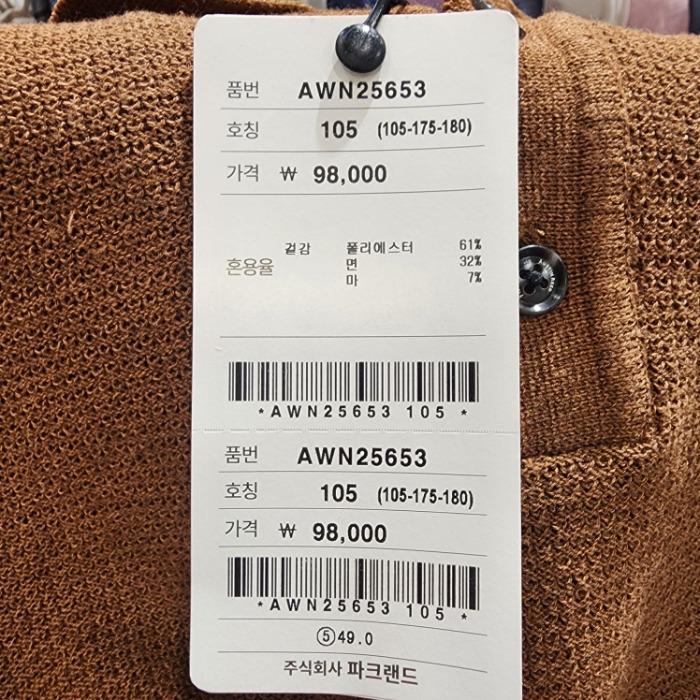 품번 AWN25653
호칭 105 (105-175-180)
가격 ₩ 98,000
겉감 폴리에스터 61%
혼용율 면 32%
마 7%
*AWN25653 105 *
품번 AWN25653
호칭 105 (105-175-180)
가격 ₩ 98,000
*AWN25653 105 *
⑤49.0
주식회사 파크랜드